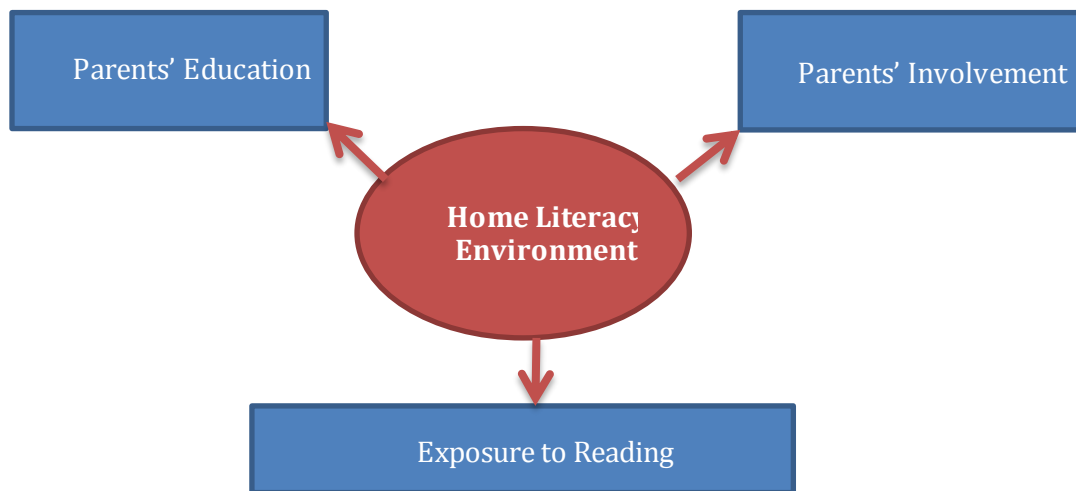 Parents’ Education
Parents’ Involvement
Home Literacy
Environment
Exposure to Reading